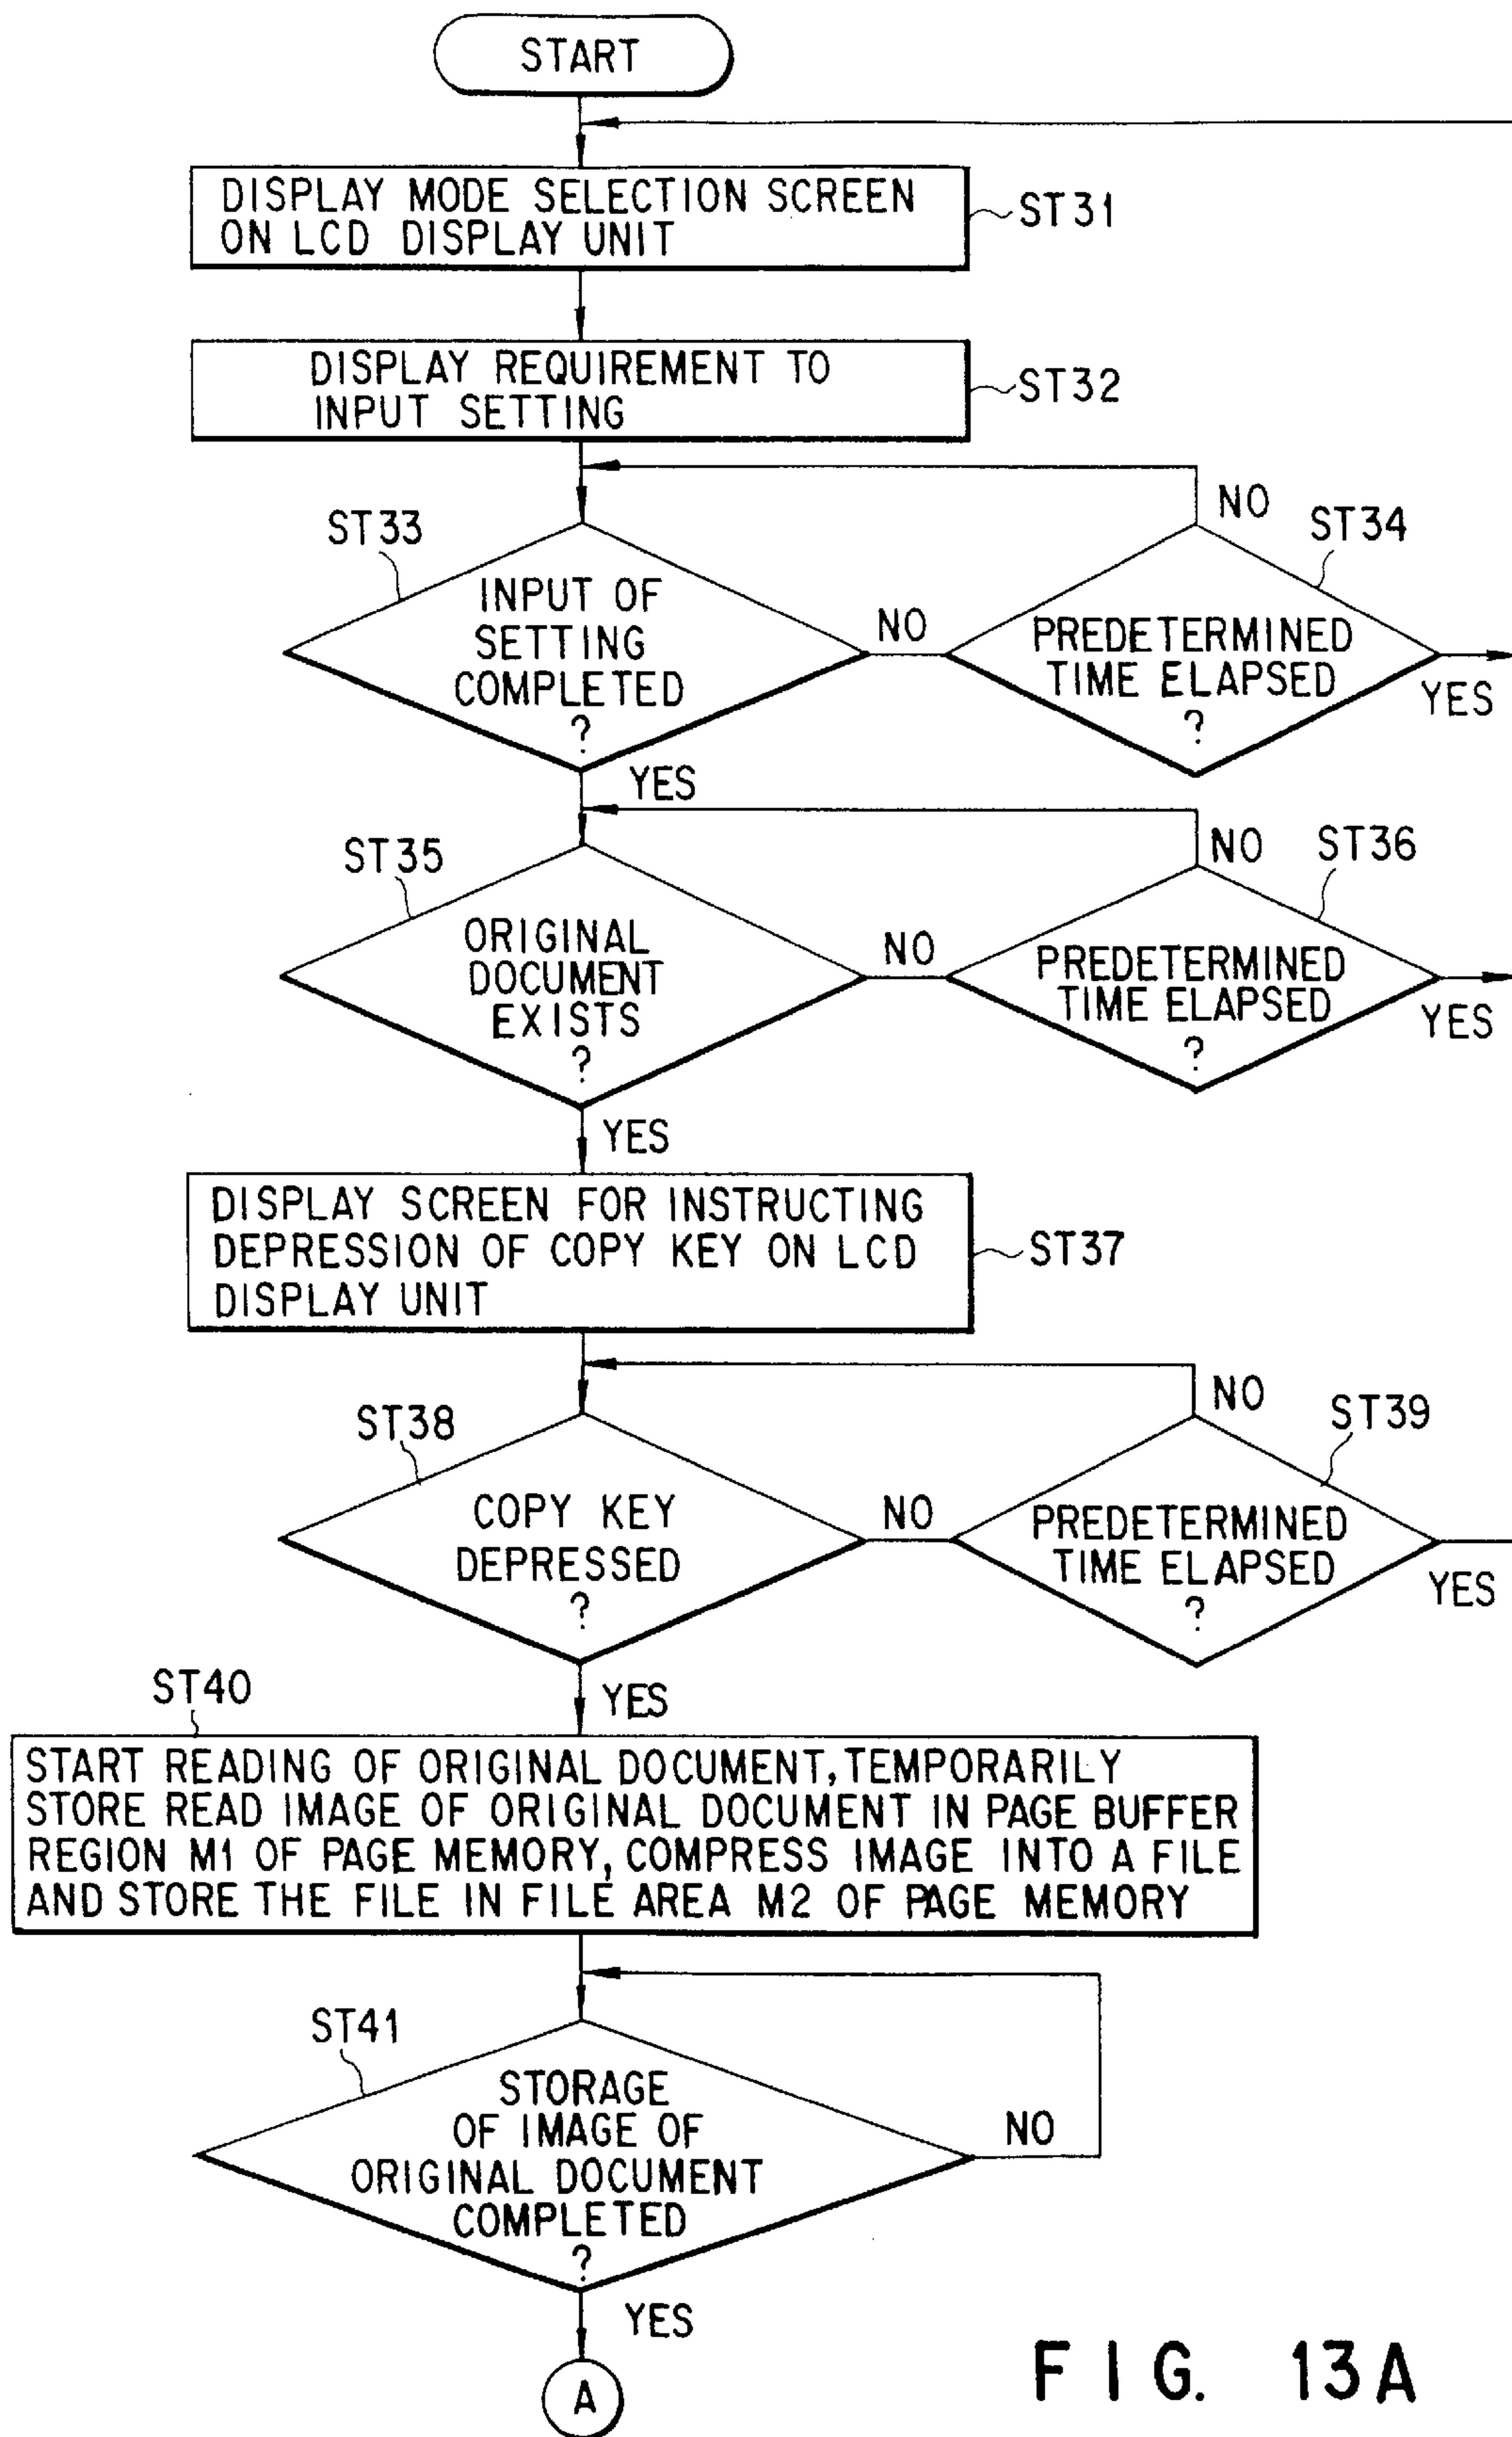 START
DISPLAY MODE SELECTION SCREEN
ON LCD DISPLAY UNIT
ST31
DISPLAY REQUIREMENT TO
INPUT SETTING
ST32
ST33
INPUT OF
SETTING
COMPLETED
?
NO
YES
ST34
PREDETERMINED
TIME ELAPSED
?
NO
YES
ST35
ORIGINAL
DOCUMENT
EXISTS
?
NO
YES
ST36
PREDETERMINED
TIME ELAPSED
?
NO
YES
DISPLAY SCREEN FOR INSTRUCTING
DEPRESSION OF COPY KEY ON LCD
DISPLAY UNIT
ST37
ST38
COPY KEY
DEPRESSED
?
NO
YES
ST39
PREDETERMINED
TIME ELAPSED
?
NO
YES
ST40
START READING OF ORIGINAL DOCUMENT, TEMPORARILY
STORE READ IMAGE OF ORIGINAL DOCUMENT IN PAGE BUFFER
REGION M1 OF PAGE MEMORY, COMPRESS IMAGE INTO A FILE
AND STORE THE FILE IN FILE AREA M2 OF PAGE MEMORY
ST41
STORAGE
OF IMAGE OF
ORIGINAL DOCUMENT
COMPLETED
?
NO
YES
A
FIG. 13A